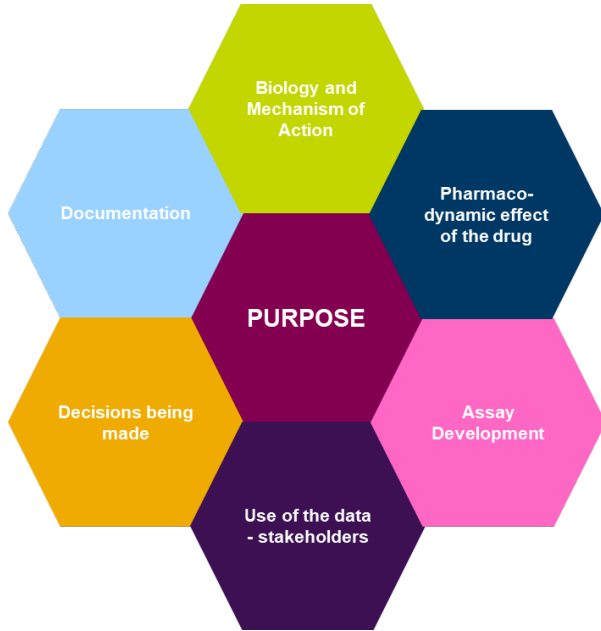 Biology and
Mechanism of
Action
Documentation
Pharmaco-
dynamic effect
of the drug
PURPOSE
Decisions being
made
Assay
Development
Use of the data
- stakeholders